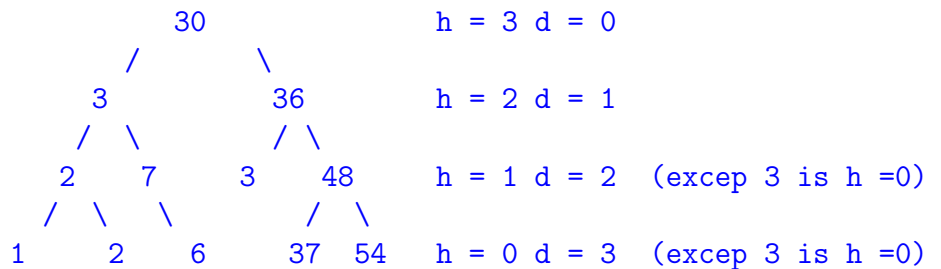 30 h = 3 d = 0
/ \
3 36 h = 2 d = 1
/ \ / \
2 7 3 48 h = 1 d = 2 (excep 3 is h =0)
/ \ \ / \
1 2 6 37 54 h = 0 d = 3 (excep 3 is h =0)